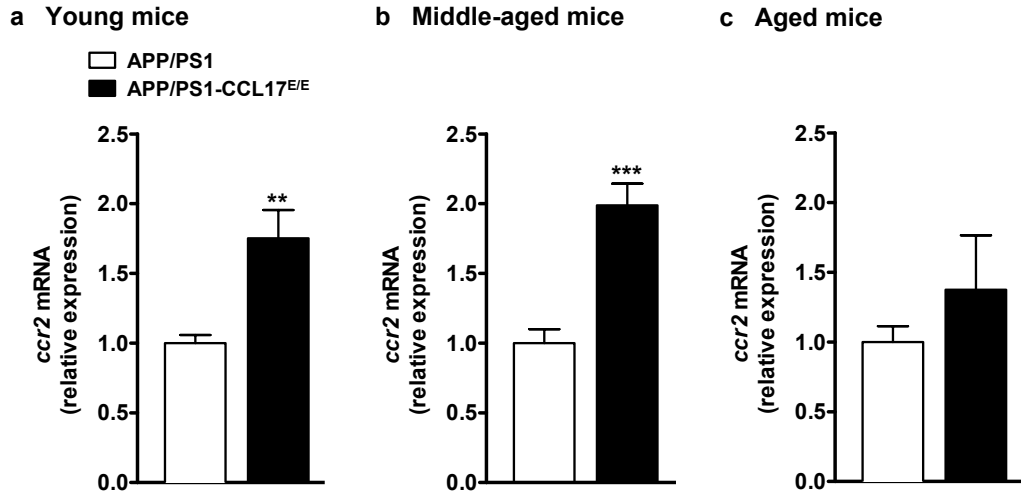 a Young mice
APP/PS1
APP/PS1-CCL17E/E
ccr2 mRNA
(relative expression)
2.5
2.0
1.5
1.0
0.5
0.0
**
b Middle-aged mice
ccr2 mRNA
(relative expression)
2.5
2.0
1.5
1.0
0.5
0.0
***
c Aged mice
ccr2 mRNA
(relative expression)
2.5
2.0
1.5
1.0
0.5
0.0